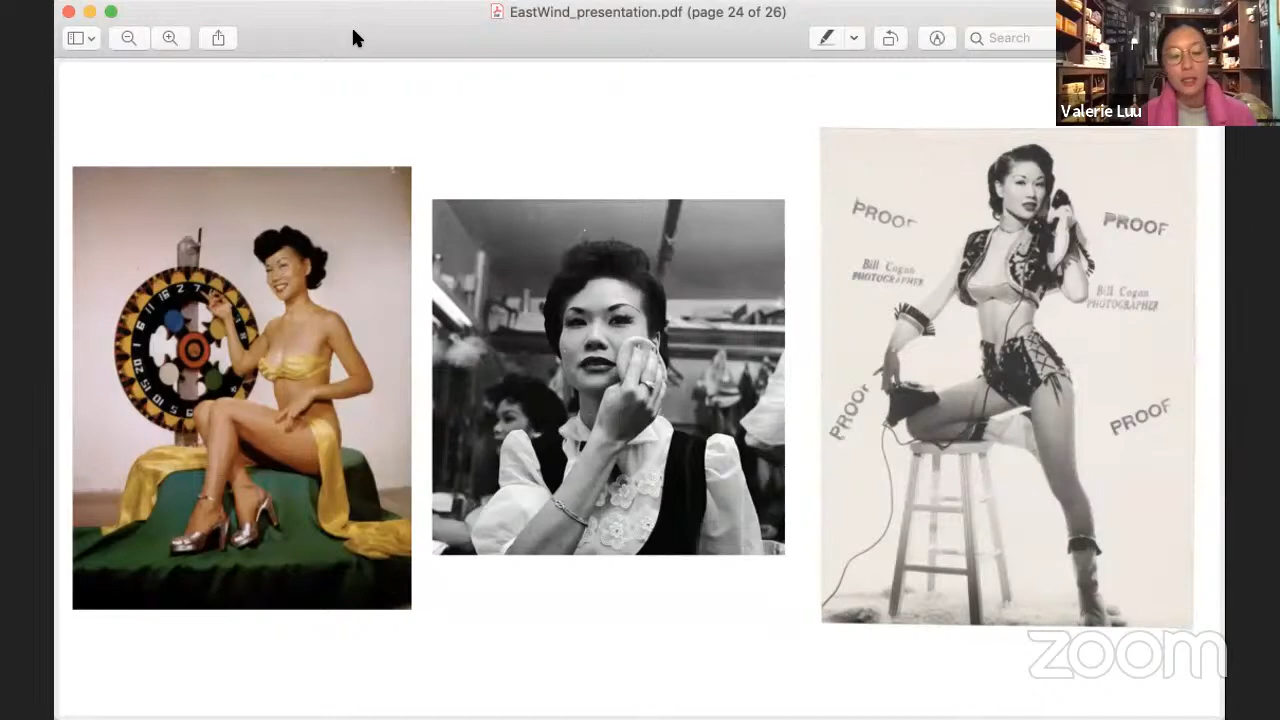 EastWind_presentation.pdf (page 24 of 26)
Search
Valerie Luu
PROOF
PROOF
Bill Cogan
PHOTOGRAPHER
Bill Cogan
PHOTOGRAPHER
PROOF
PROOF
zoom